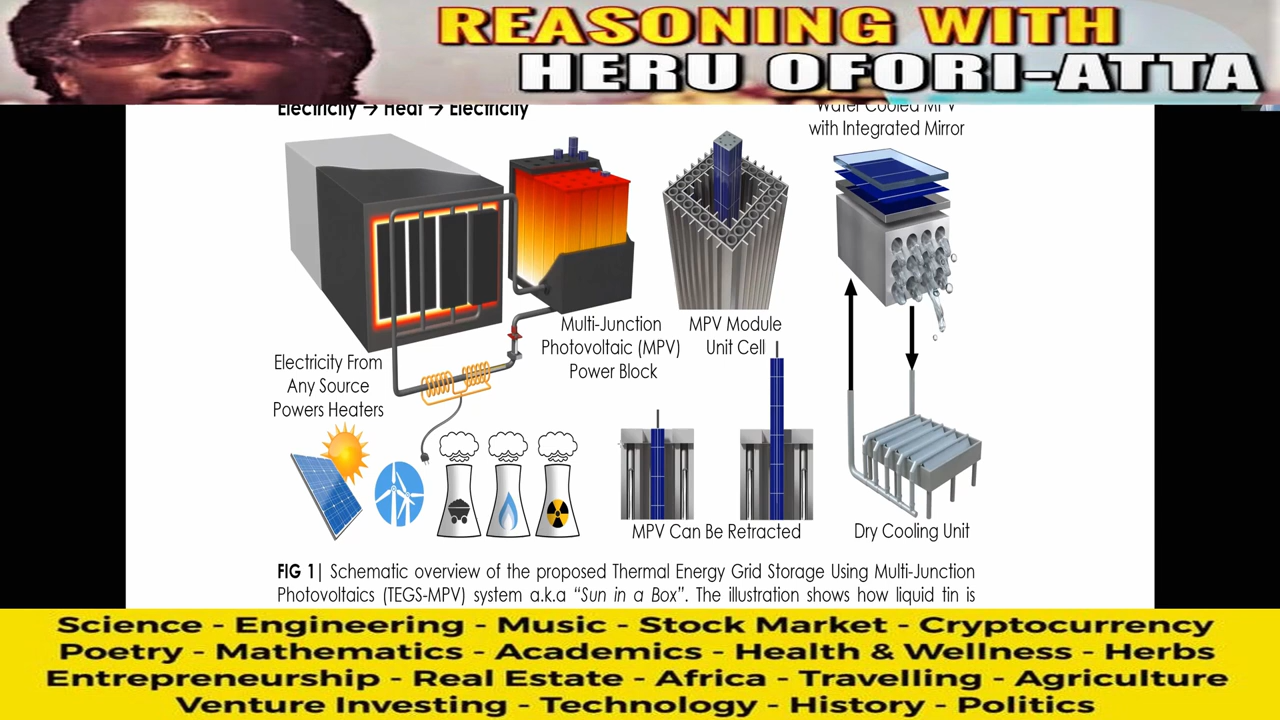 REASONING WITH
HERU OFORI-ATTA
Electricity → Heat → Electricity
Water Cooled MPV
with Integrated Mirror
Multi-Junction
Photovoltaic (MPV)
Power Block
MPV Module
Unit Cell
Electricity From
Any Source
Powers Heaters
MPV Can Be Retracted
Dry Cooling Unit
FIG 1| Schematic overview of the proposed Thermal Energy Grid Storage Using Multi-Junction
Photovoltaics (TEGS-MPV) system a.k.a “Sun in a Box”. The illustration shows how liquid tin is
Science - Engineering - Music - Stock Market - Cryptocurrency
Poetry - Mathematics - Academics - Health & Wellness - Herbs
Entrepreneurship - Real Estate - Africa - Travelling - Agriculture
Venture Investing - Technology - History - Politics